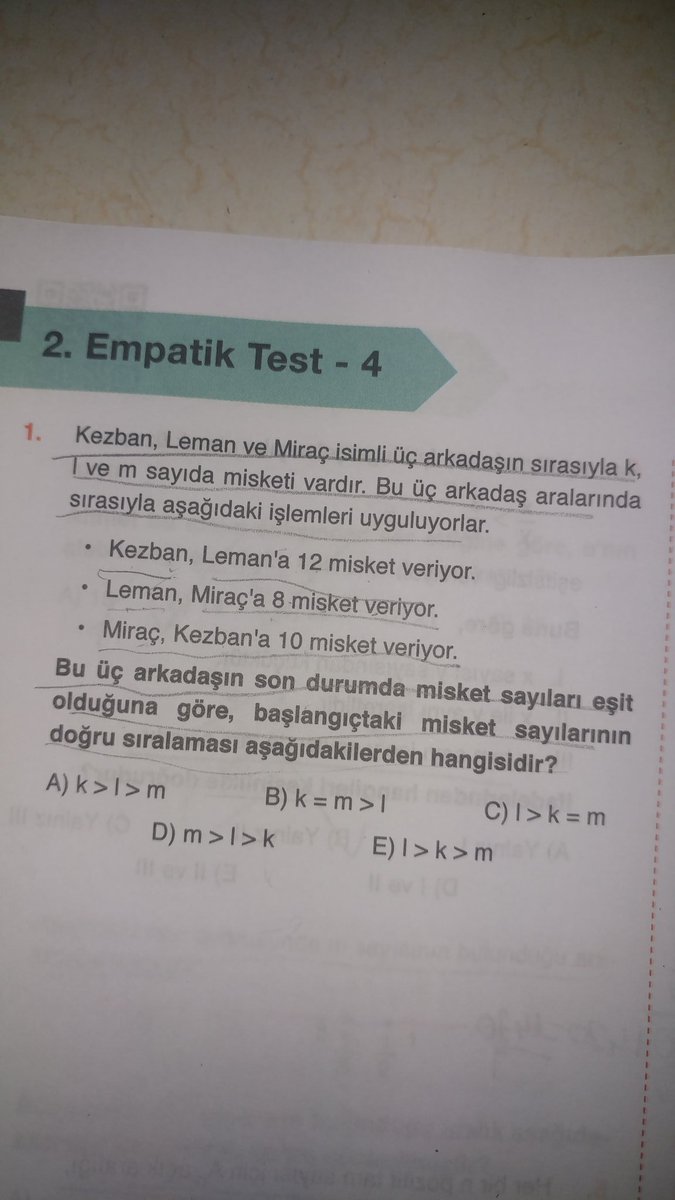 2. Empatik Test - 4
1. Kezban, Leman ve Miraç isimli üç arkadaşın sırasıyla k,
l ve m sayıda misketi vardır. Bu üç arkadaş aralarında
sırasıyla aşağıdaki işlemleri uyguluyorlar.
• Kezban, Leman'a 12 misket veriyor.
• Leman, Miraç'a 8 misket veriyor.
• Miraç, Kezban'a 10 misket veriyor.
Bu üç arkadaşın son durumda misket sayıları eşit
olduğuna göre, başlangıçtaki misket sayılarının
doğru sıralaması aşağıdakilerden hangisidir?
A) k > l > m B) k = m > l C) l > k = m
D) m > l > k E) l > k > m